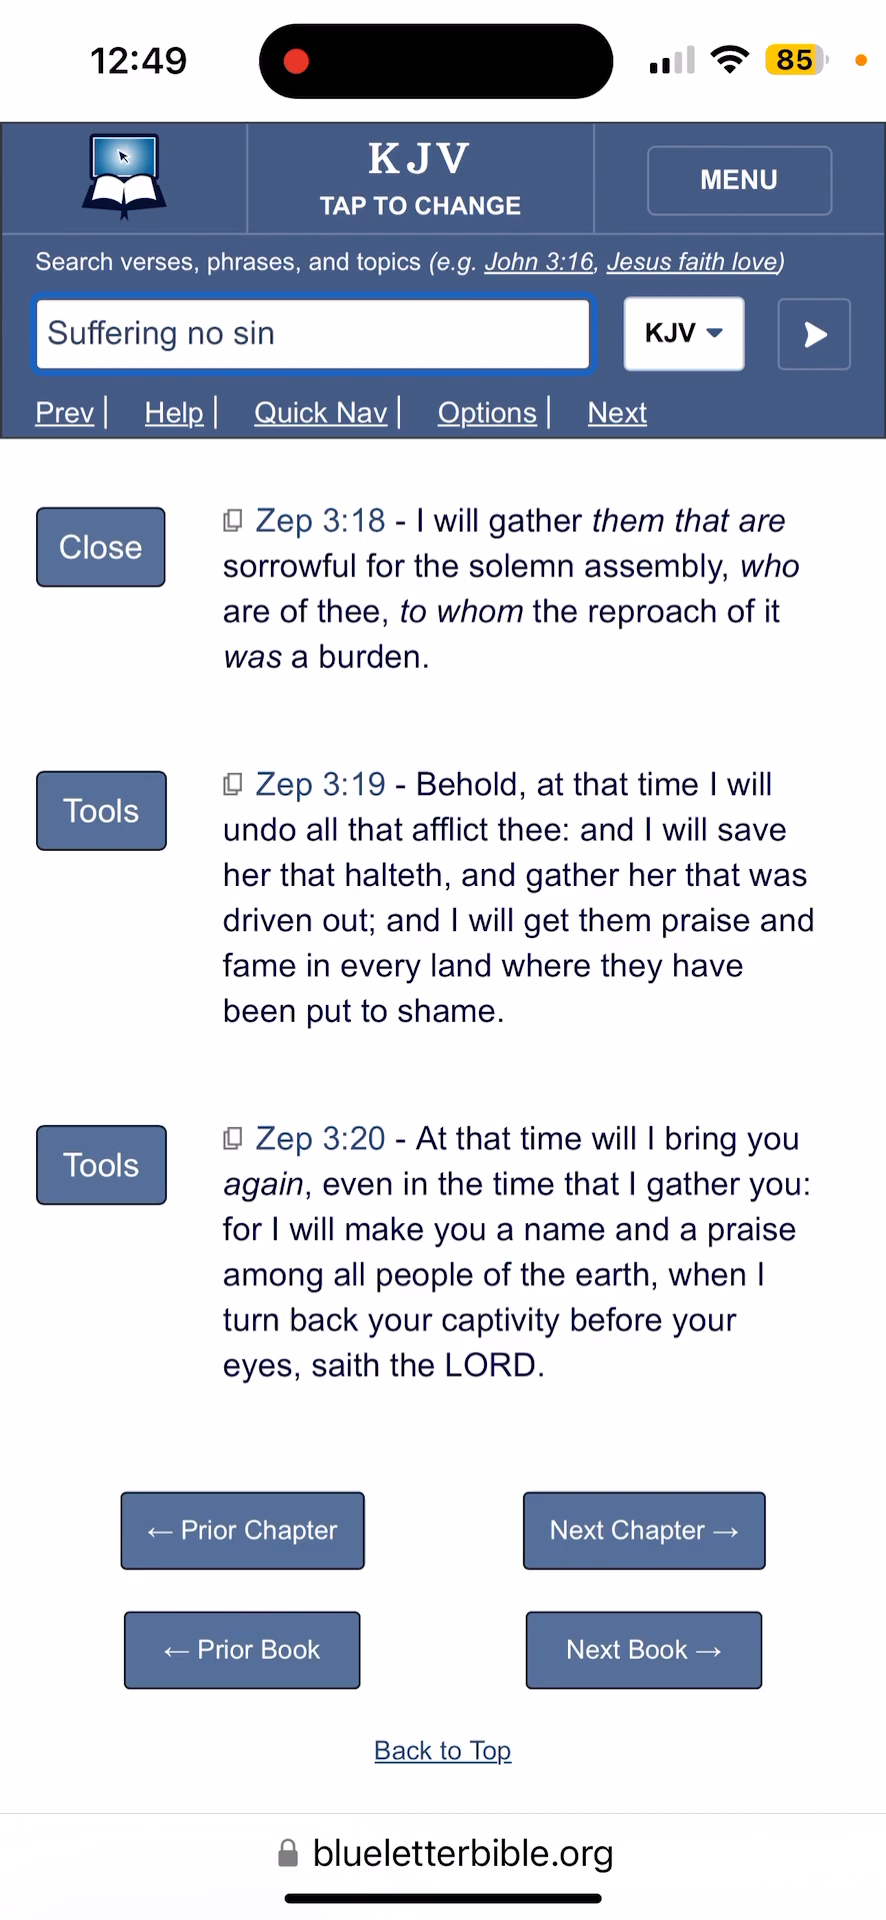 12:49
85
KJV
TAP TO CHANGE
MENU
Search verses, phrases, and topics (e.g. John 3:16, Jesus faith love)
Suffering no sin
KJV
Prev | Help | Quick Nav | Options | Next
Close
Zep 3:18 - I will gather them that are
sorrowful for the solemn assembly, who
are of thee, to whom the reproach of it
was a burden.
Tools
Zep 3:19 - Behold, at that time I will
undo all that afflict thee: and I will save
her that halteth, and gather her that was
driven out; and I will get them praise and
fame in every land where they have
been put to shame.
Tools
Zep 3:20 - At that time will I bring you
again, even in the time that I gather you:
for I will make you a name and a praise
among all people of the earth, when I
turn back your captivity before your
eyes, saith the LORD.
← Prior Chapter
Next Chapter →
← Prior Book
Next Book →
Back to Top
blueletterbible.org